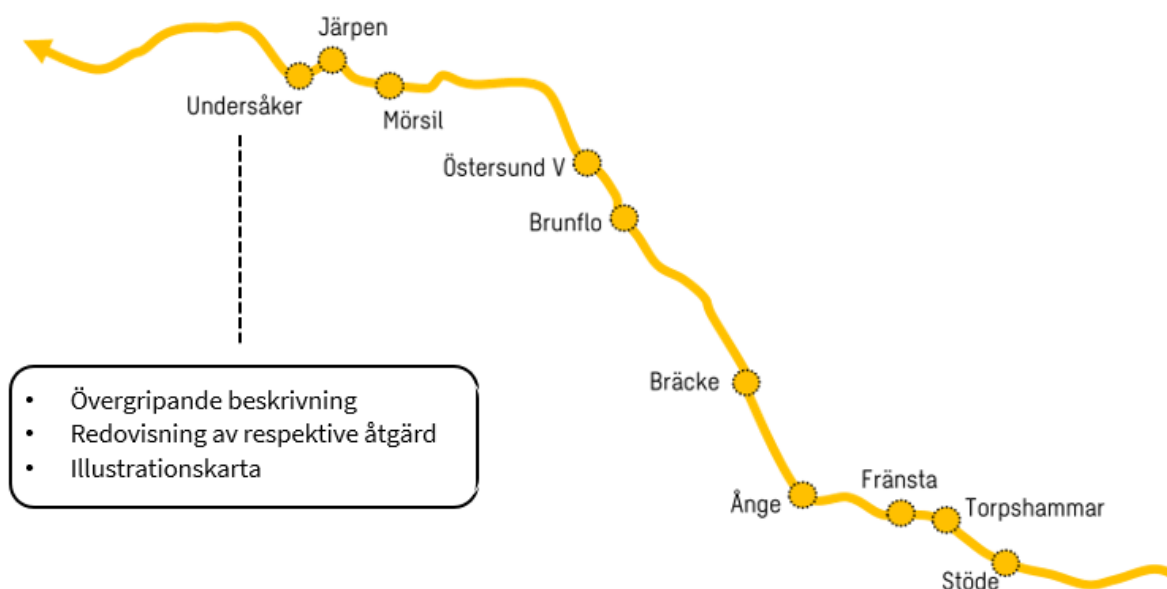 Järpen
Undersåker
Mörsil
Östersund V
Brunflo
• Övergripande beskrivning
• Redovisning av respektive åtgärd
• Illustrationskarta
Bräcke
Ånge
Fränsta
Torpshammar
Stöde